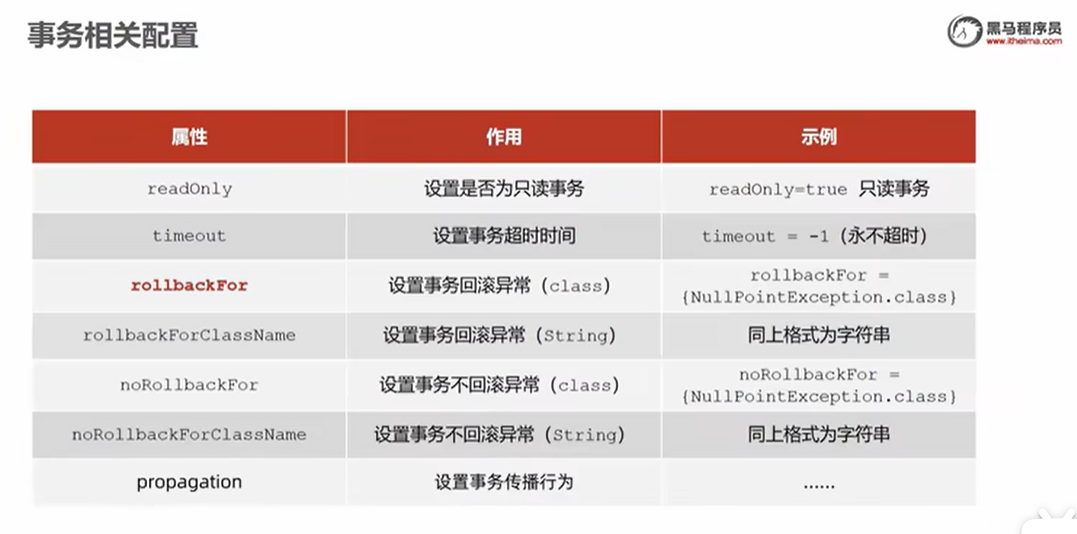 事务相关配置
黑马程序员
www.itheima.com
属性 作用 示例
readOnly 设置是否为只读事务 readOnly=true 只读事务
timeout 设置事务超时时间 timeout = -1（永不超时）
rollbackFor 设置事务回滚异常（class） rollbackFor =
{NullPointException.class}
rollbackForClassName 设置事务回滚异常（String） 同上格式为字符串
noRollbackFor 设置事务不回滚异常（class） noRollbackFor =
{NullPointException.class}
noRollbackForClassName 设置事务不回滚异常（String） 同上格式为字符串
propagation 设置事务传播行为 ……